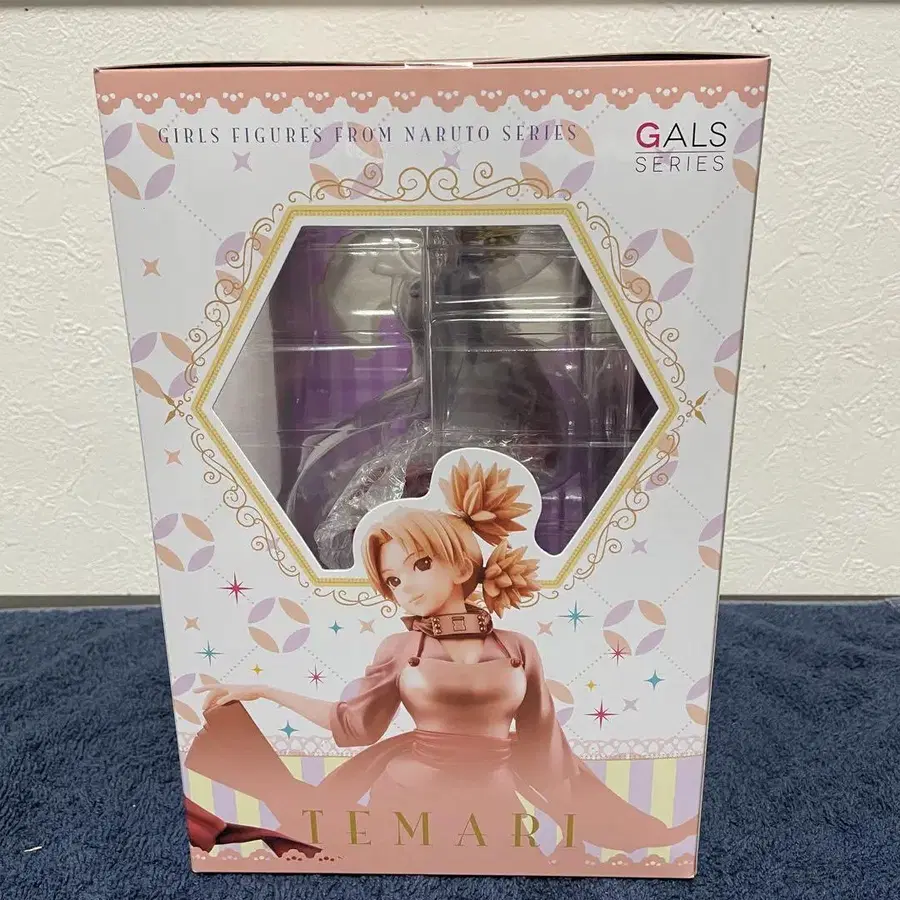 GIRLS FIGURES FROM NARUTO SERIES
GALS
SERIES
TEMARI